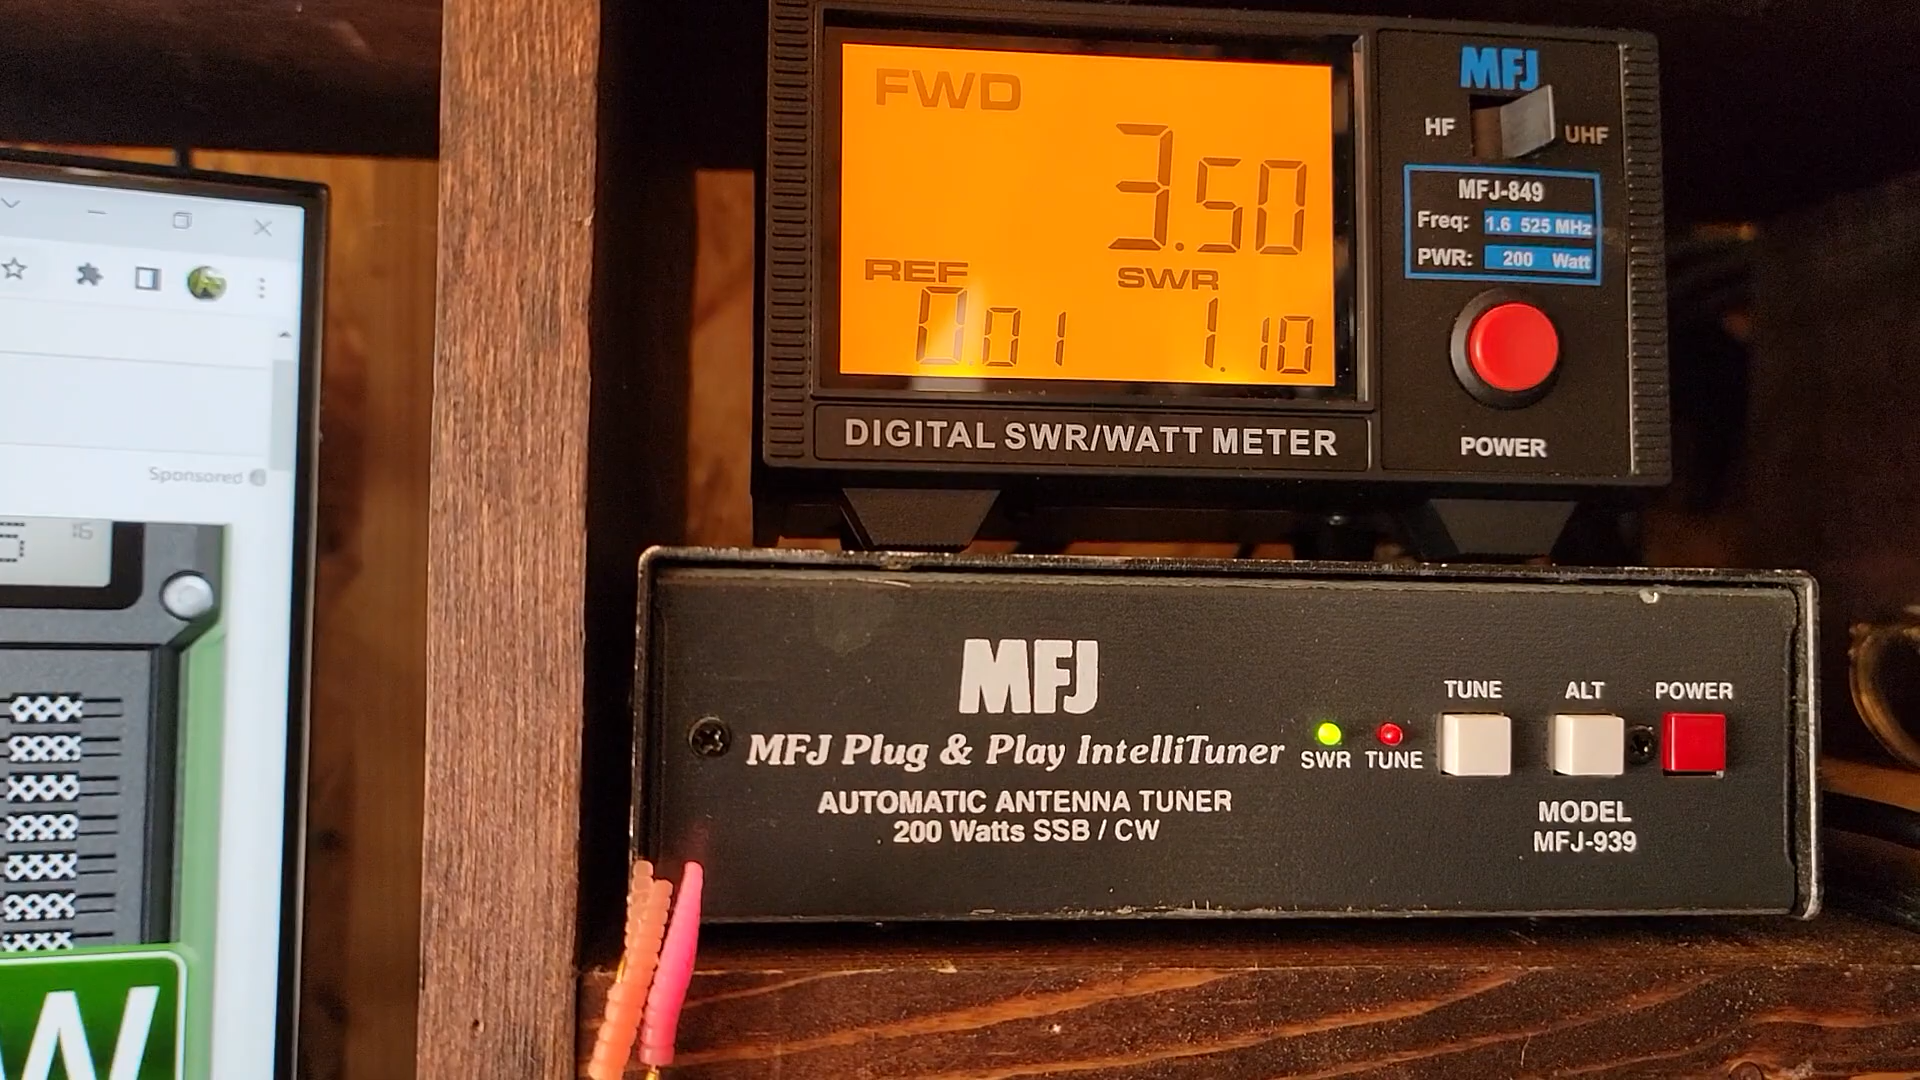 FWD
3.50
REF
SWR
0.01
1.10
DIGITAL SWR/WATT METER
MFJ
HF
UHF
MFJ-849
Freq: 1.6 525 MHz
PWR: 200 Watt
POWER
Sponsored
W
MFJ
MFJ Plug & Play IntelliTuner
AUTOMATIC ANTENNA TUNER
200 Watts SSB / CW
SWR
TUNE
TUNE
ALT
POWER
MODEL
MFJ-939